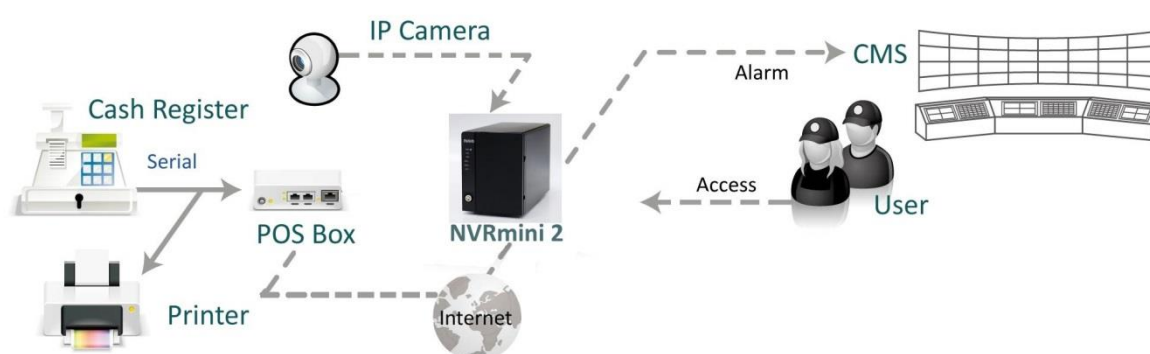 IP Camera
CMS
Alarm
Cash Register
Serial
Access
User
POS Box
NVRmini 2
Printer
Internet